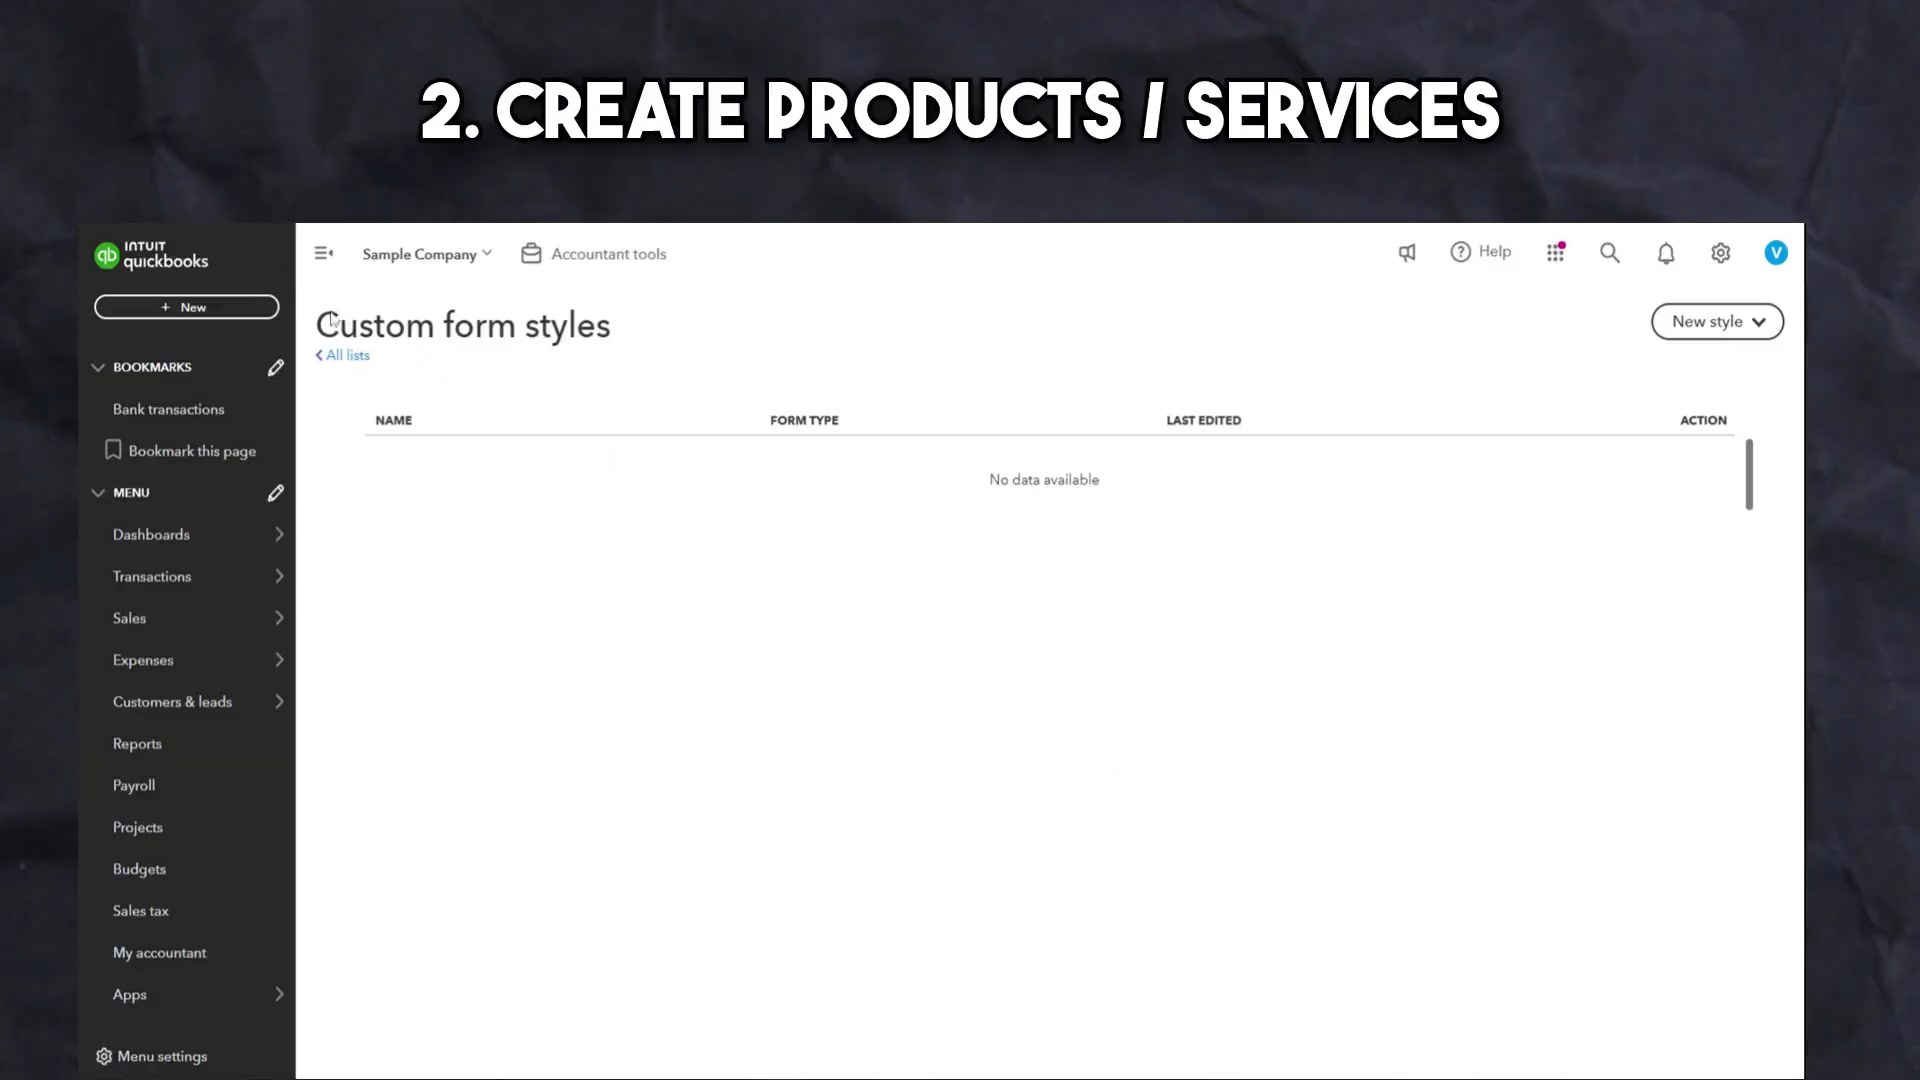 2. CREATE PRODUCTS / SERVICES
qb INTUIT quickbooks
Sample Company
Accountant tools
Help
V
+ New
Custom form styles
New style
All lists
BOOKMARKS
Bank transactions
Bookmark this page
MENU
Dashboards
Transactions
Sales
Expenses
Customers & leads
Reports
Payroll
Projects
Budgets
Sales tax
My accountant
Apps
Menu settings
NAME FORM TYPE LAST EDITED ACTION
No data available